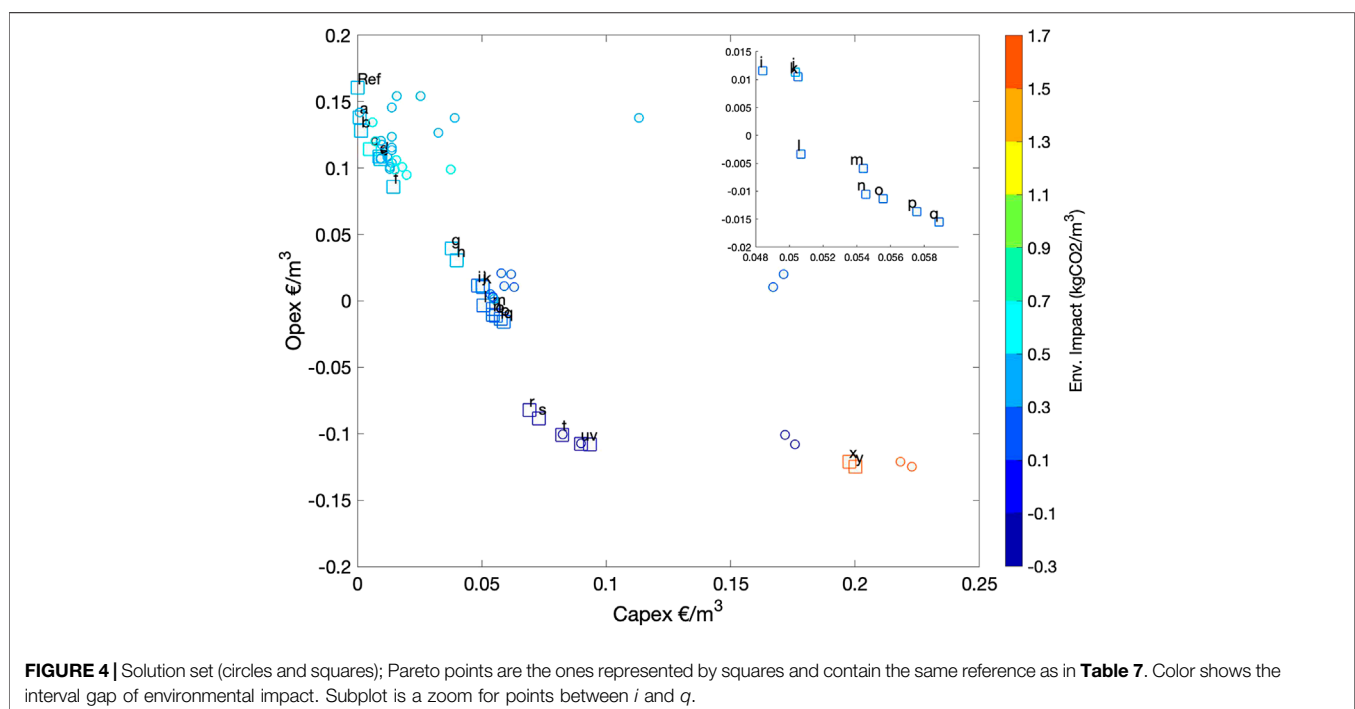 0.2
0.15
0.1
0.05
0
-0.05
-0.1
-0.15
-0.2
Opex €/m3
0
0.05
0.1
0.15
0.2
0.25
Capex €/m3
Ref
a
b
c
d
e
f
g
h
i
j
k
l
m
n
o
p
q
r
s
t
u
v
x
y
0.015
0.01
0.005
0
-0.005
-0.01
-0.015
-0.02
0.048
0.05
0.052
0.054
0.056
0.058
i
j
k
l
m
n
o
p
q
1.7
1.5
1.3
1.1
0.9
0.7
0.5
0.3
0.1
-0.1
-0.3
Env. Impact (kgCO2/m3)
FIGURE 4 | Solution set (circles and squares); Pareto points are the ones represented by squares and contain the same reference as in Table 7. Color shows the
interval gap of environmental impact. Subplot is a zoom for points between i and q.